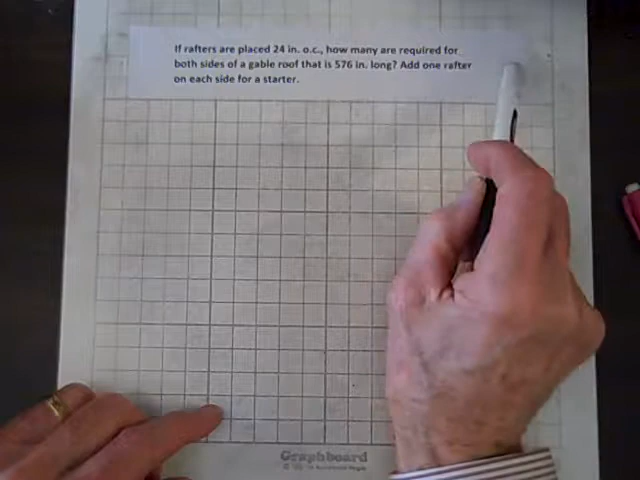 If rafters are placed 24 in. o.c., how many are required for
both sides of a gable roof that is 576 in. long? Add one rafter
on each side for a starter.
Graphboard